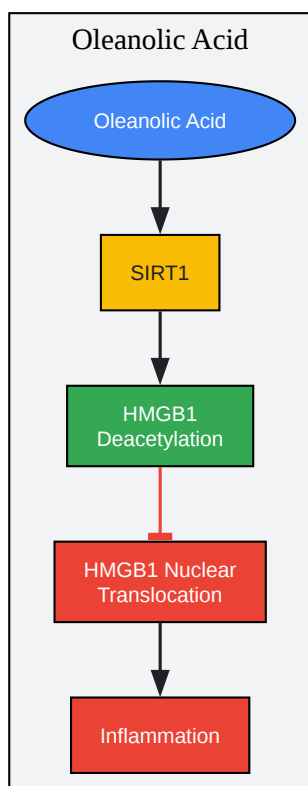 Oleanolic Acid
Oleanolic Acid
SIRT1
HMGB1
Deacetylation
HMGB1 Nuclear
Translocation
Inflammation